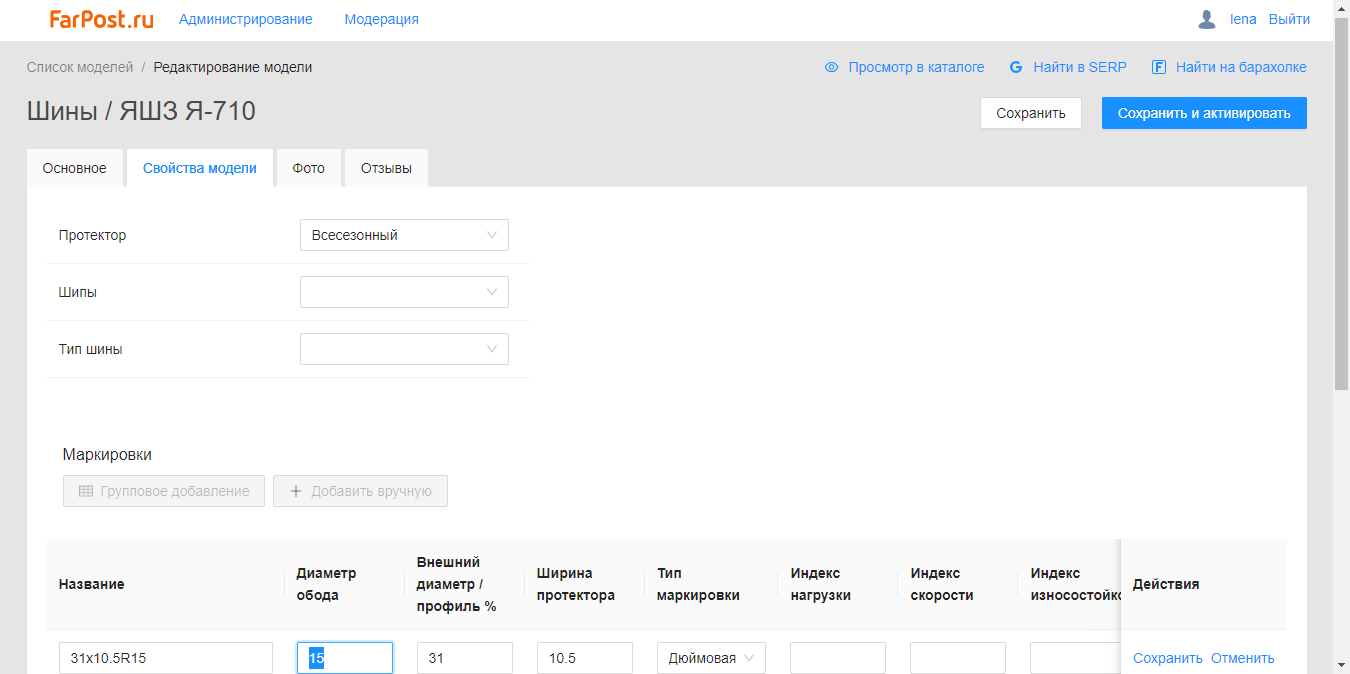 FarPost.ru Администрирование Модерация lena Выйти
Список моделей / Редактирование модели Просмотр в каталоге Найти в SERP Найти на барахолке
Шины / ЯШЗ Я-710 Сохранить Сохранить и активировать
Основное Свойства модели Фото Отзывы
Протектор Всесезонный
Шипы
Тип шины
Маркировки
Групповое добавление Добавить вручную
Название
Диаметр
обода
Внешний
диаметр /
профиль %
Ширина
протектора
Тип
маркировки
Индекс
нагрузки
Индекс
скорости
Индекс
износостойко
Действия
31x10.5R15 15 31 10.5 Дюймовая Сохранить Отменить